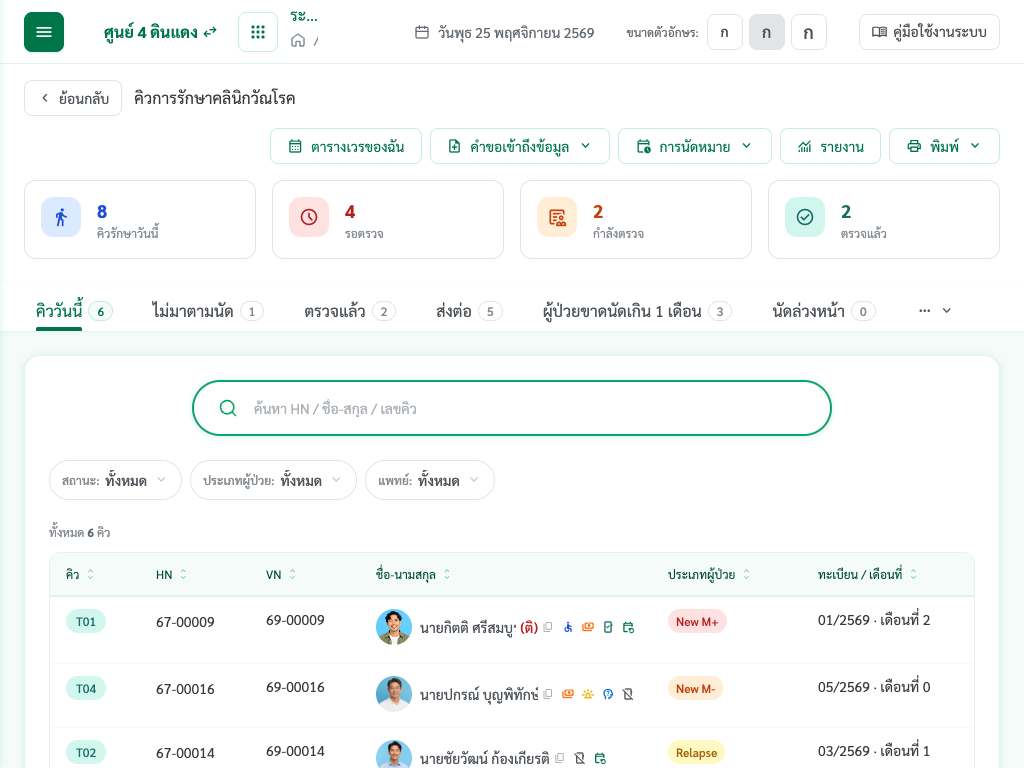 ศูนย์ 4 ดินแดง
ระ...
/
วันพุธ 25 พฤศจิกายน 2569
ขนาดตัวอักษร:
ก
ก
ก
คู่มือใช้งานระบบ
ย้อนกลับ
คิวการรักษาคลินิกวัณโรค
ตารางเวรของฉัน
คำขอเข้าถึงข้อมูล
การนัดหมาย
รายงาน
พิมพ์
8
คิวรักษาวันนี้
4
รอตรวจ
2
กำลังตรวจ
2
ตรวจแล้ว
คิววันนี้ 6
ไม่มาตามนัด 1
ตรวจแล้ว 2
ส่งต่อ 5
ผู้ป่วยขาดนัดเกิน 1 เดือน 3
นัดล่วงหน้า 0
...
ค้นหา HN / ชื่อ-สกุล / เลขคิว
สถานะ: ทั้งหมด
ประเภทผู้ป่วย: ทั้งหมด
แพทย์: ทั้งหมด
ทั้งหมด 6 คิว
คิว HN VN ชื่อ-นามสกุล ประเภทผู้ป่วย ทะเบียน / เดือนที่
T01 67-00009 69-00009 นายกิตติ ศรีสมบู (ติ) New M+ 01/2569 · เดือนที่ 2
T04 67-00016 69-00016 นายปกรณ์ บุญพิทักษ์ New M- 05/2569 · เดือนที่ 0
T02 67-00014 69-00014 นายชัยวัฒน์ ก้องเกียรติ Relapse 03/2569 · เดือนที่ 1